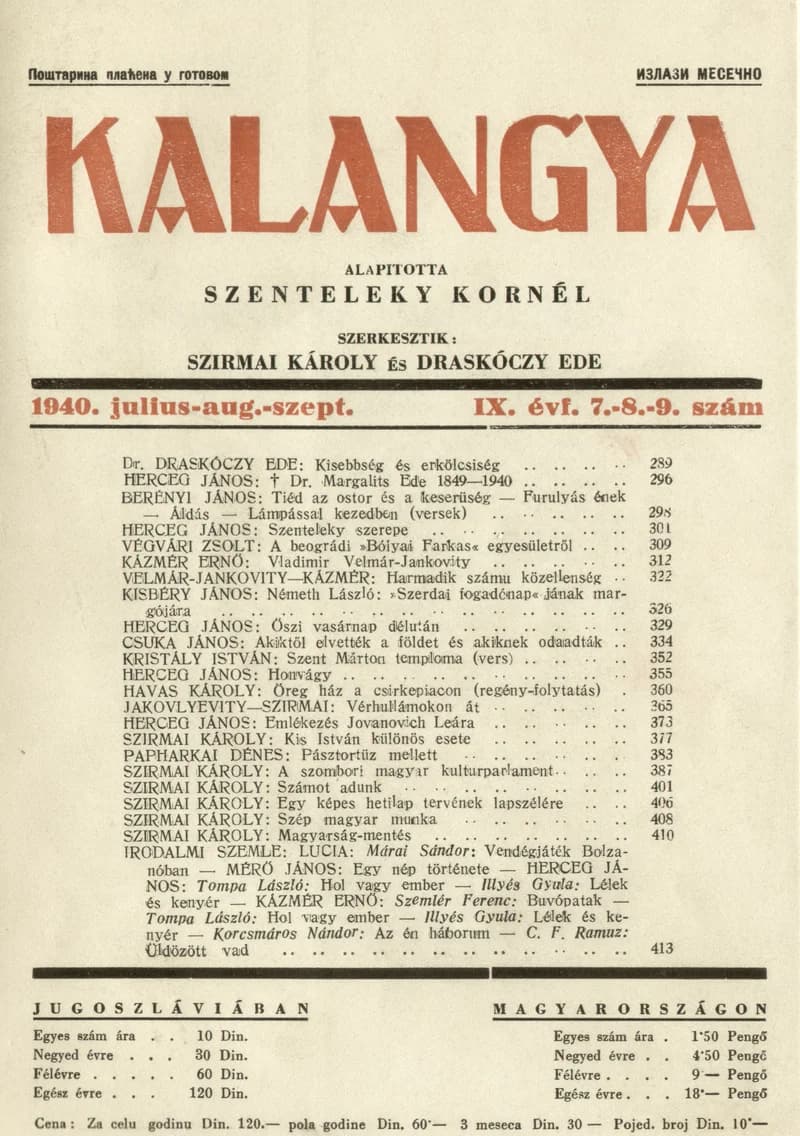 Поштарина плаћена у готовом
ИЗЛАЗИ МЕСЕЧНО
KALANGYA
ALAPITOTTA
SZENTELEKY KORNÉL
SZERKESZTIK:
SZIRMAI KÁROLY ÉS DRASKÓCZY EDE
1940. julius-aug.-szept. IX. évf. 7.-8.-9. szám
Dr. DRASKÓCZY EDE: Kisebbség és erkölcsiség .. .. .. .. 289
HERCEG JÁNOS: † Dr. Margalits Ede 1849—1940 .. .. .. .. 296
BERÉNYI JÁNOS: Tiéd az ostor és a keserüség — Furulyás ének
— Áldás — Lámpással kezedben (versek) .. .. .. .. .. 298
HERCEG JÁNOS: Szenteleky szerepe .. .. .. .. .. .. .. 301
VÉGVÁRI ZSOLT: A beográdi »Bólyai Farkas« egyesületről .. .. 309
KÁZMÉR ERNŐ: Vladimir Velmár-Jankovity .. .. .. .. .. 312
VELMÁR-JANKOVITY—KÁZMÉR: Harmadik számu közellenség .. 322
KISBÉRY JÁNOS: Németh László: »Szerdai fogadónap« jának mar-
gójára .. .. .. .. .. .. .. .. .. .. .. .. .. 326
HERCEG JÁNOS: Őszi vasárnap délután .. .. .. .. .. .. 329
CSUKA JÁNOS: Akiktől elvették a földet és akiknek odaadták .. 334
KRISTÁLY ISTVÁN: Szent Márton temploma (vers) .. .. .. .. 352
HERCEG JÁNOS: Honvágy .. .. .. .. .. .. .. .. .. .. 355
HAVAS KÁROLY: Öreg ház a csirkepiacon (regény-folytatás) . 360
JAKOVLYEVITY—SZIRMAI: Vérhullámokon át .. .. .. .. .. 365
HERCEG JÁNOS: Emlékezés Jovanovich Leára .. .. .. .. .. 373
SZIRMAI KÁROLY: Kis István különös esete .. .. .. .. .. 377
PAPHARKAI DÉNES: Pásztortüz mellett .. .. .. .. .. .. 383
SZIRMAI KÁROLY: A szombori magyar kulturparlament .. .. .. 387
SZIRMAI KÁROLY: Számot adunk .. .. .. .. .. .. .. .. 401
SZIRMAI KÁROLY: Egy képes hetilap tervének lapszélére .. .. 406
SZIRMAI KÁROLY: Szép magyar munka .. .. .. .. .. .. 408
SZIRMAI KÁROLY: Magyarság-mentés .. .. .. .. .. .. .. 410
IRODALMI SZEMLE: LUCIA: Márai Sándor: Vendégjáték Bolza-
nóban — MÉRŐ JÁNOS: Egy nép története — HERCEG JÁ-
NOS: Tompa László: Hol vagy ember — Illyés Gyula: Lélek
és kenyér — KÁZMÉR ERNŐ: Szemlér Ferenc: Buvópatak —
Tompa László: Hol vagy ember — Illyés Gyula: Lélek és ke-
nyér — Korcsmáros Nándor: Az én háborum — C. F. Ramuz:
Üldözött vad .. .. .. .. .. .. .. .. .. .. .. .. 413
JUGOSZLÁVIÁBAN
Egyes szám ára . . 10 Din.
Negyed évre . . . 30 Din.
Félévre . . . . . 60 Din.
Egész évre . . . 120 Din.
MAGYARORSZÁGON
Egyes szám ára . 1·50 Pengő
Negyed évre . . 4·50 Pengő
Félévre . . . . 9 — Pengő
Egész évre . . . 18·— Pengő
Cena: Za celu godinu Din. 120.— pola godine Din. 60·— 3 meseca Din. 30 — Pojed. broj Din. 10·—